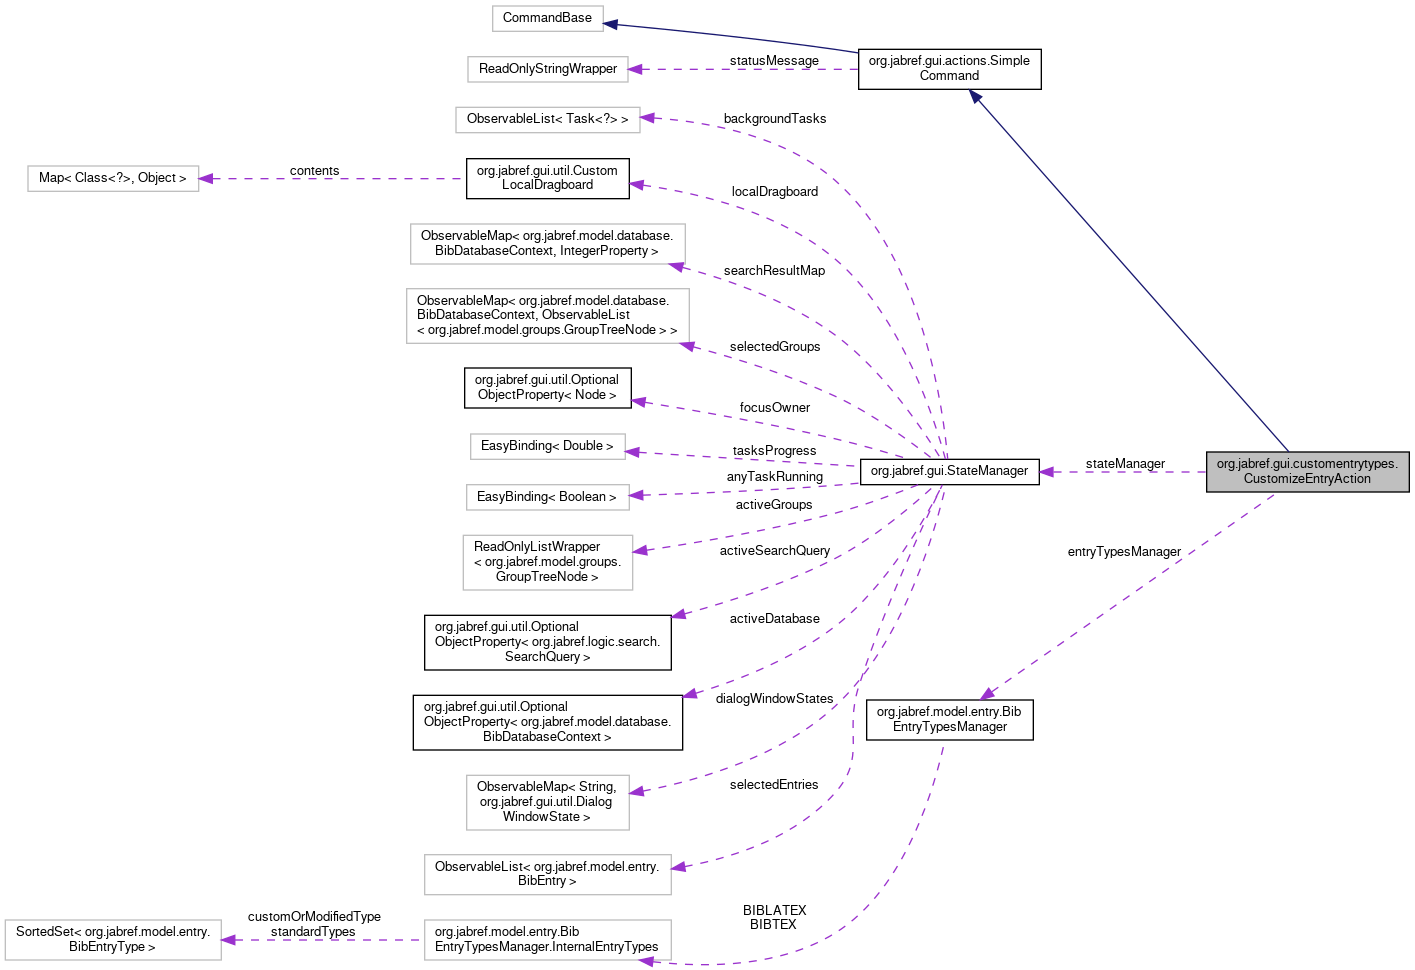 CommandBase
org.jabref.gui.actions.Simple
Command
statusMessage
ReadOnlyStringWrapper
backgroundTasks
ObservableList< Task<?> >
contents
Map< Class<?>, Object >
org.jabref.gui.util.Custom
LocalDragboard
localDragboard
ObservableMap< org.jabref.model.database.
BibDatabaseContext, IntegerProperty >
searchResultMap
ObservableMap< org.jabref.model.database.
BibDatabaseContext, ObservableList
< org.jabref.model.groups.GroupTreeNode > >
selectedGroups
org.jabref.gui.util.Optional
ObjectProperty< Node >
focusOwner
EasyBinding< Double >
tasksProgress
org.jabref.gui.StateManager
stateManager
org.jabref.gui.customentrytypes.
CustomizeEntryAction
EasyBinding< Boolean >
anyTaskRunning
activeGroups
ReadOnlyListWrapper
< org.jabref.model.groups.
GroupTreeNode >
activeSearchQuery
entryTypesManager
org.jabref.gui.util.Optional
ObjectProperty< org.jabref.logic.search.
SearchQuery >
activeDatabase
org.jabref.gui.util.Optional
ObjectProperty< org.jabref.model.database.
BibDatabaseContext >
dialogWindowStates
org.jabref.model.entry.Bib
EntryTypesManager
ObservableMap< String,
org.jabref.gui.util.Dialog
WindowState >
selectedEntries
ObservableList< org.jabref.model.entry.
BibEntry >
BIBLATEX
BIBTEX
customOrModifiedType
standardTypes
SortedSet< org.jabref.model.entry.
BibEntryType >
org.jabref.model.entry.Bib
EntryTypesManager.InternalEntryTypes